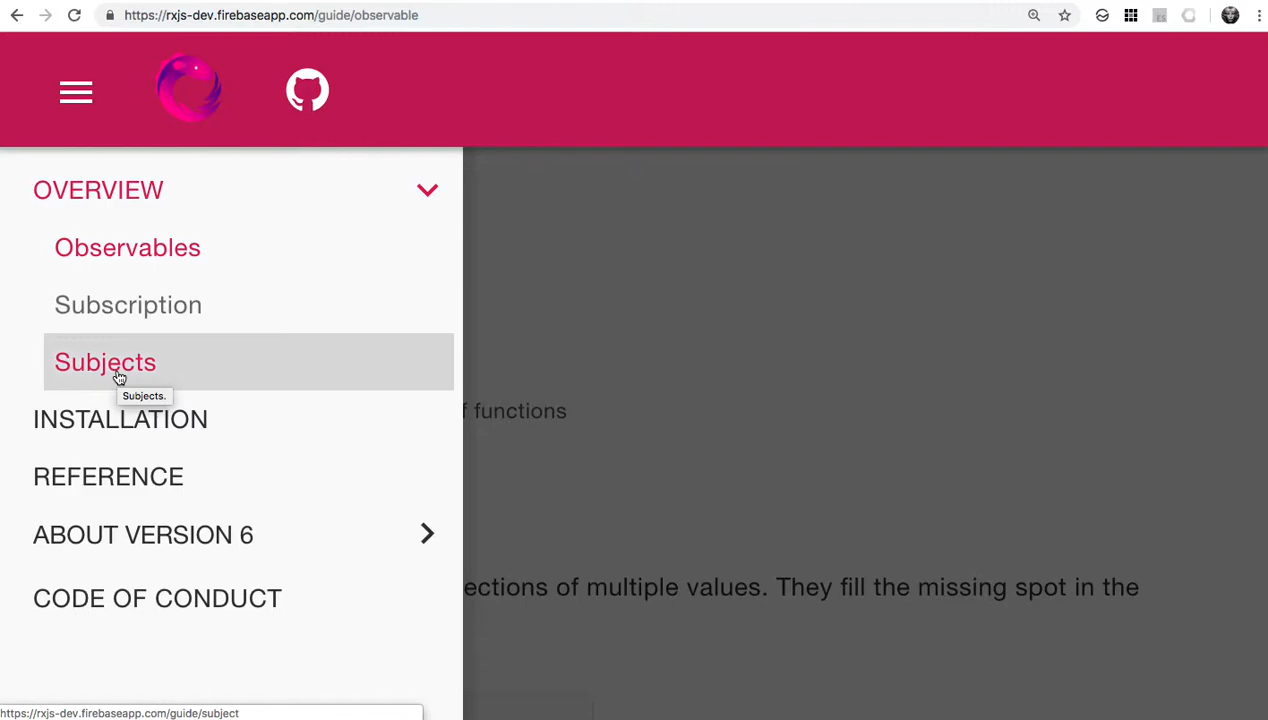 https://rxjs-dev.firebaseapp.com/guide/observable
OVERVIEW
Observables
Subscription
Subjects
Subjects.
INSTALLATION
f functions
REFERENCE
ABOUT VERSION 6
ections of multiple values. They fill the missing spot in the
CODE OF CONDUCT
https://rxjs-dev.firebaseapp.com/guide/subject